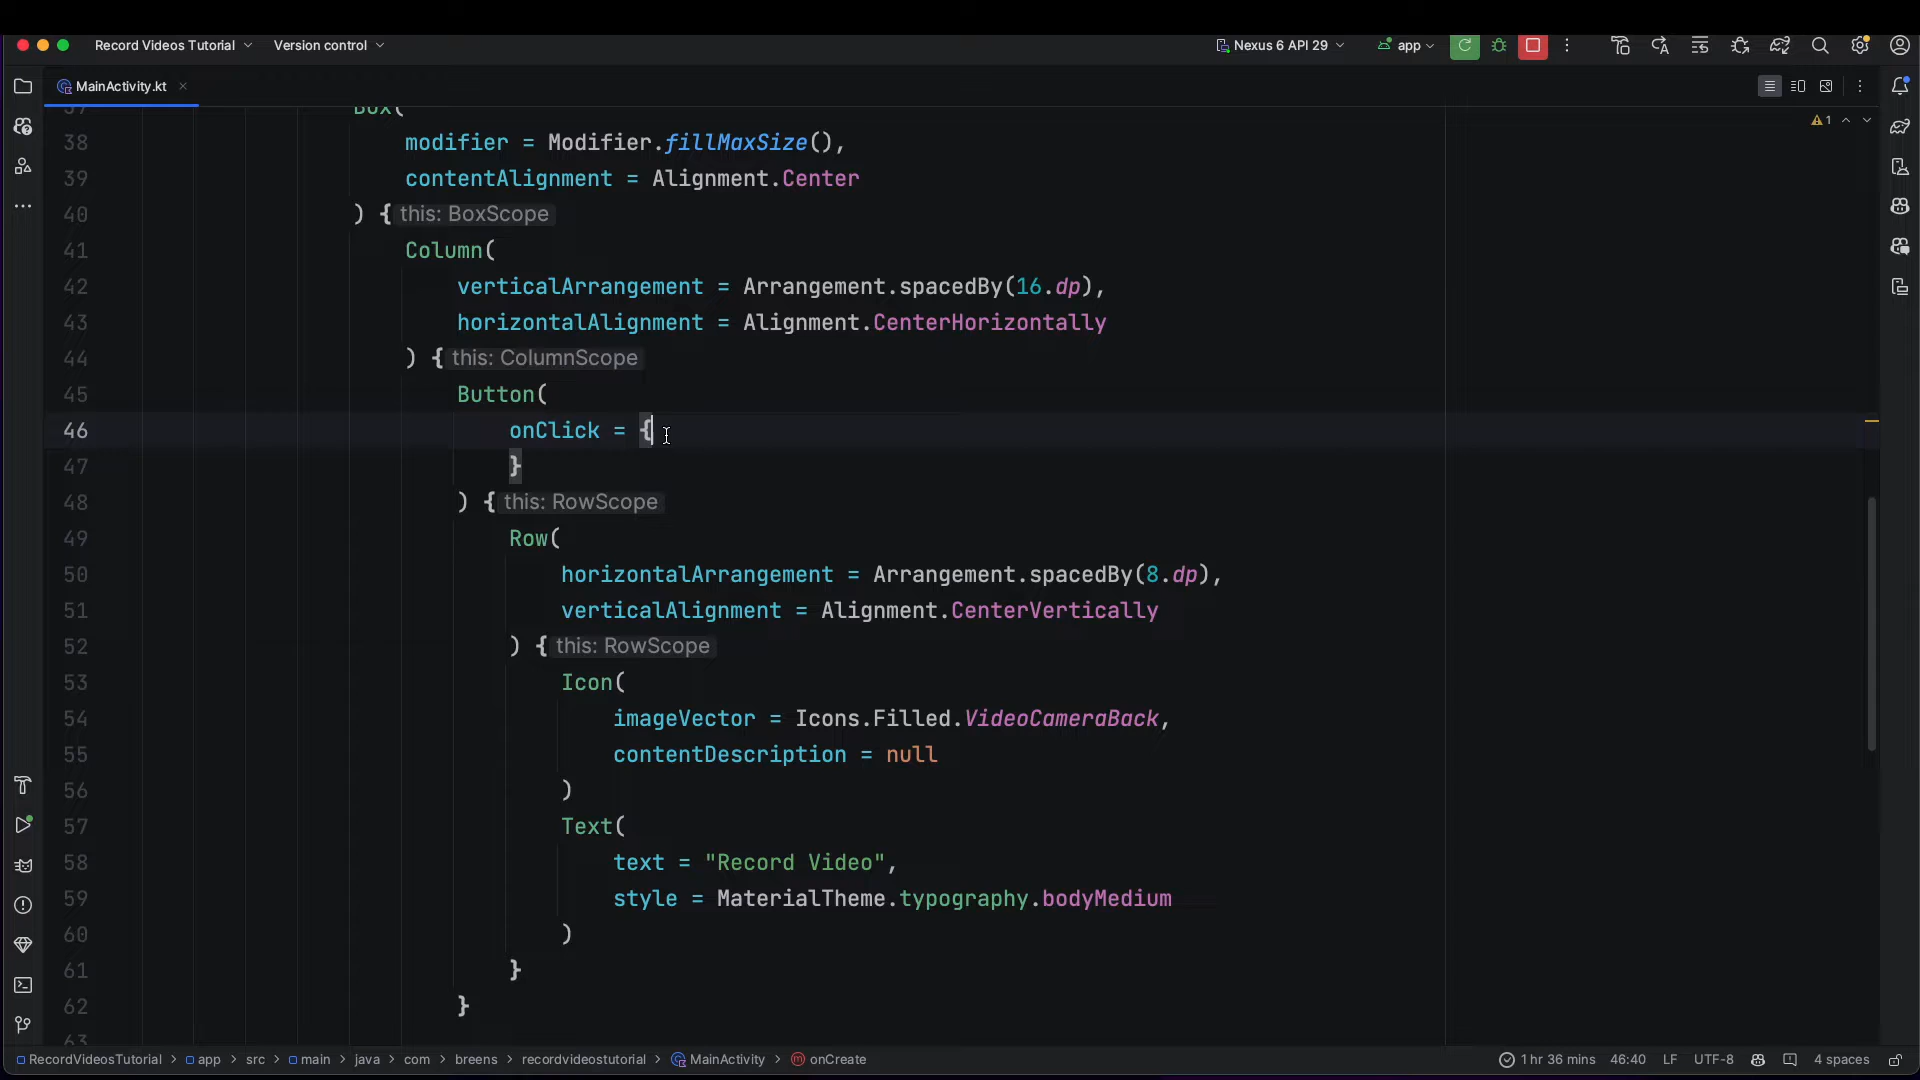 Record Videos Tutorial Version control Nexus 6 API 29 app
MainActivity.kt
37 Box(
1
38 modifier = Modifier.fillMaxSize(),
39 contentAlignment = Alignment.Center
40 ) { this: BoxScope
41 Column(
42 verticalArrangement = Arrangement.spacedBy(16.dp),
43 horizontalAlignment = Alignment.CenterHorizontally
44 ) { this: ColumnScope
45 Button(
46 onClick = {
47 }
48 ) { this: RowScope
49 Row(
50 horizontalArrangement = Arrangement.spacedBy(8.dp),
51 verticalAlignment = Alignment.CenterVertically
52 ) { this: RowScope
53 Icon(
54 imageVector = Icons.Filled.VideoCameraBack,
55 contentDescription = null
56 )
57 Text(
58 text = "Record Video",
59 style = MaterialTheme.typography.bodyMedium
60 )
61 }
62 }
63
RecordVideosTutorial > app > src > main > java > com > breens > recordvideostutorial > MainActivity > onCreate 1 hr 36 mins 46:40 LF UTF-8 4 spaces